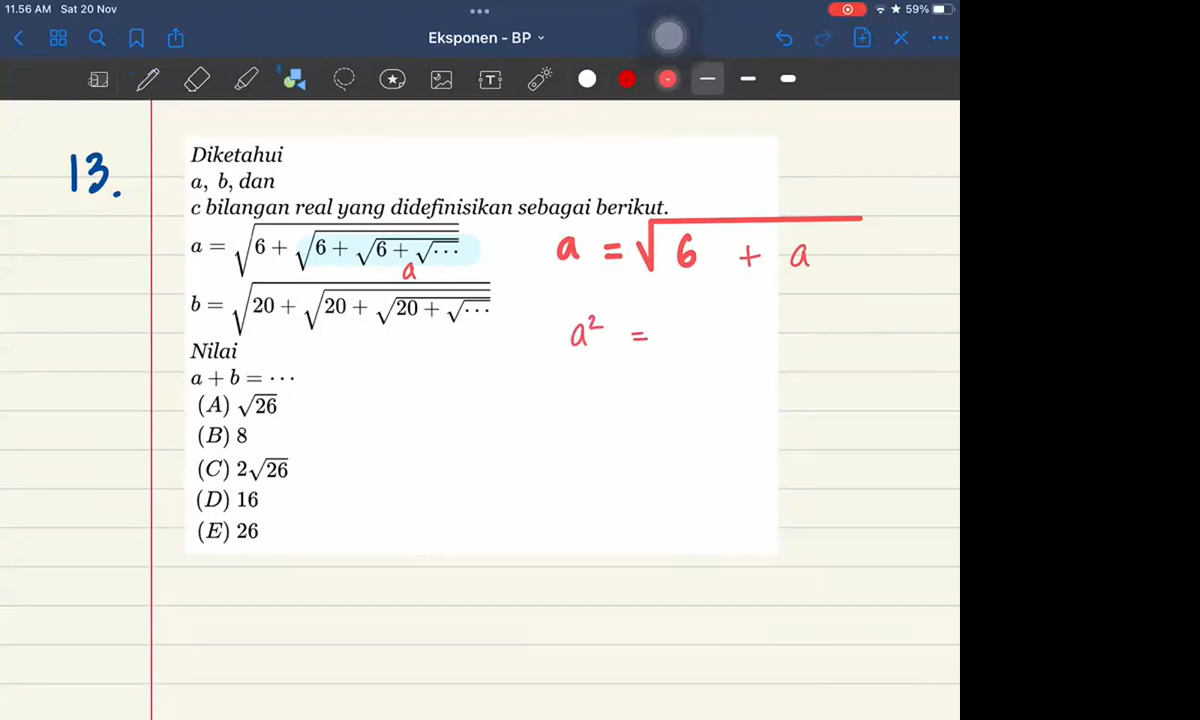 11.56 AM Sat 20 Nov
59%
Eksponen - BP
13.
Diketahui
a, b, dan
c bilangan real yang didefinisikan sebagai berikut.
a = √(6 + √(6 + √(6 + √⋯
a
b = √(20 + √(20 + √(20 + √⋯
Nilai
a + b = ⋯
(A) √26
(B) 8
(C) 2√26
(D) 16
(E) 26
a = √(6 + a)
a² =